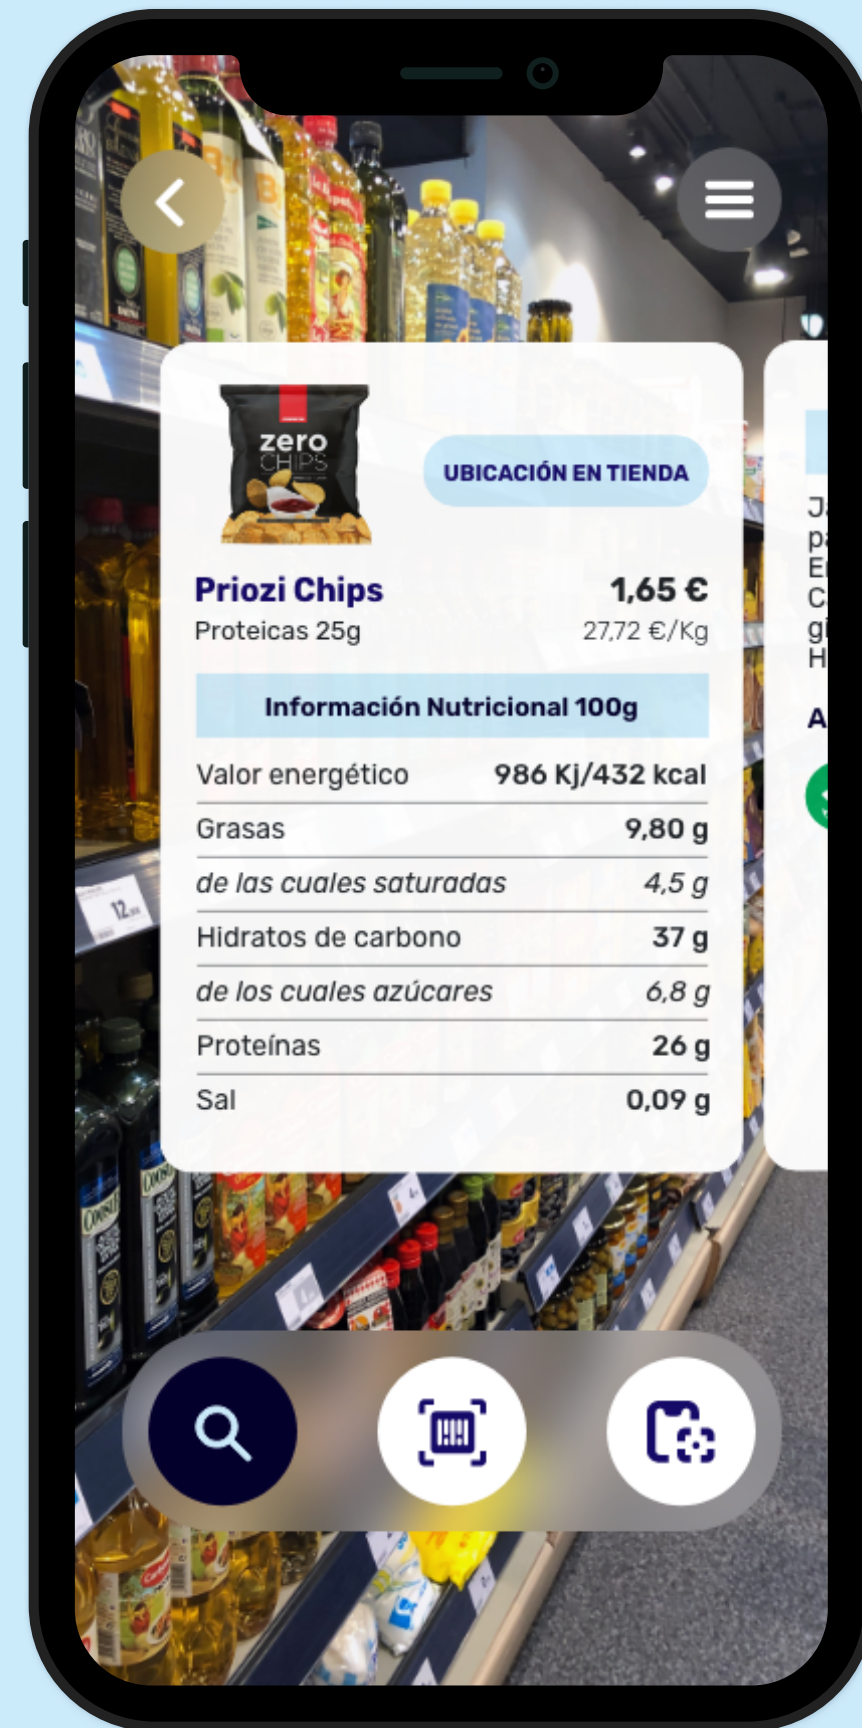 zero
CHIPS
UBICACIÓN EN TIENDA
Priozi Chips
1,65 €
Proteicas 25g
27,72 €/Kg
Información Nutricional 100g
Valor energético 986 Kj/432 kcal
Grasas 9,80 g
de las cuales saturadas 4,5 g
Hidratos de carbono 37 g
de los cuales azúcares 6,8 g
Proteínas 26 g
Sal 0,09 g
12